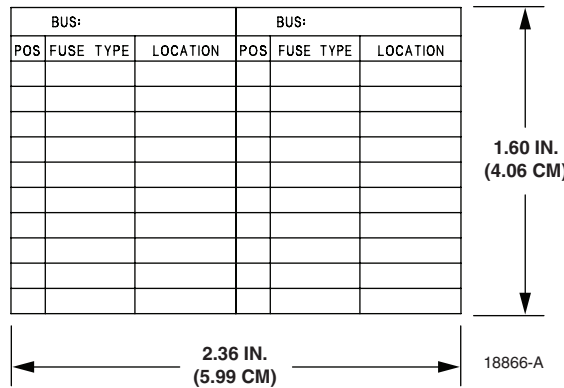 BUS: BUS:
POS FUSE TYPE LOCATION POS FUSE TYPE LOCATION
1.60 IN.
(4.06 CM)
2.36 IN.
(5.99 CM)
18866-A